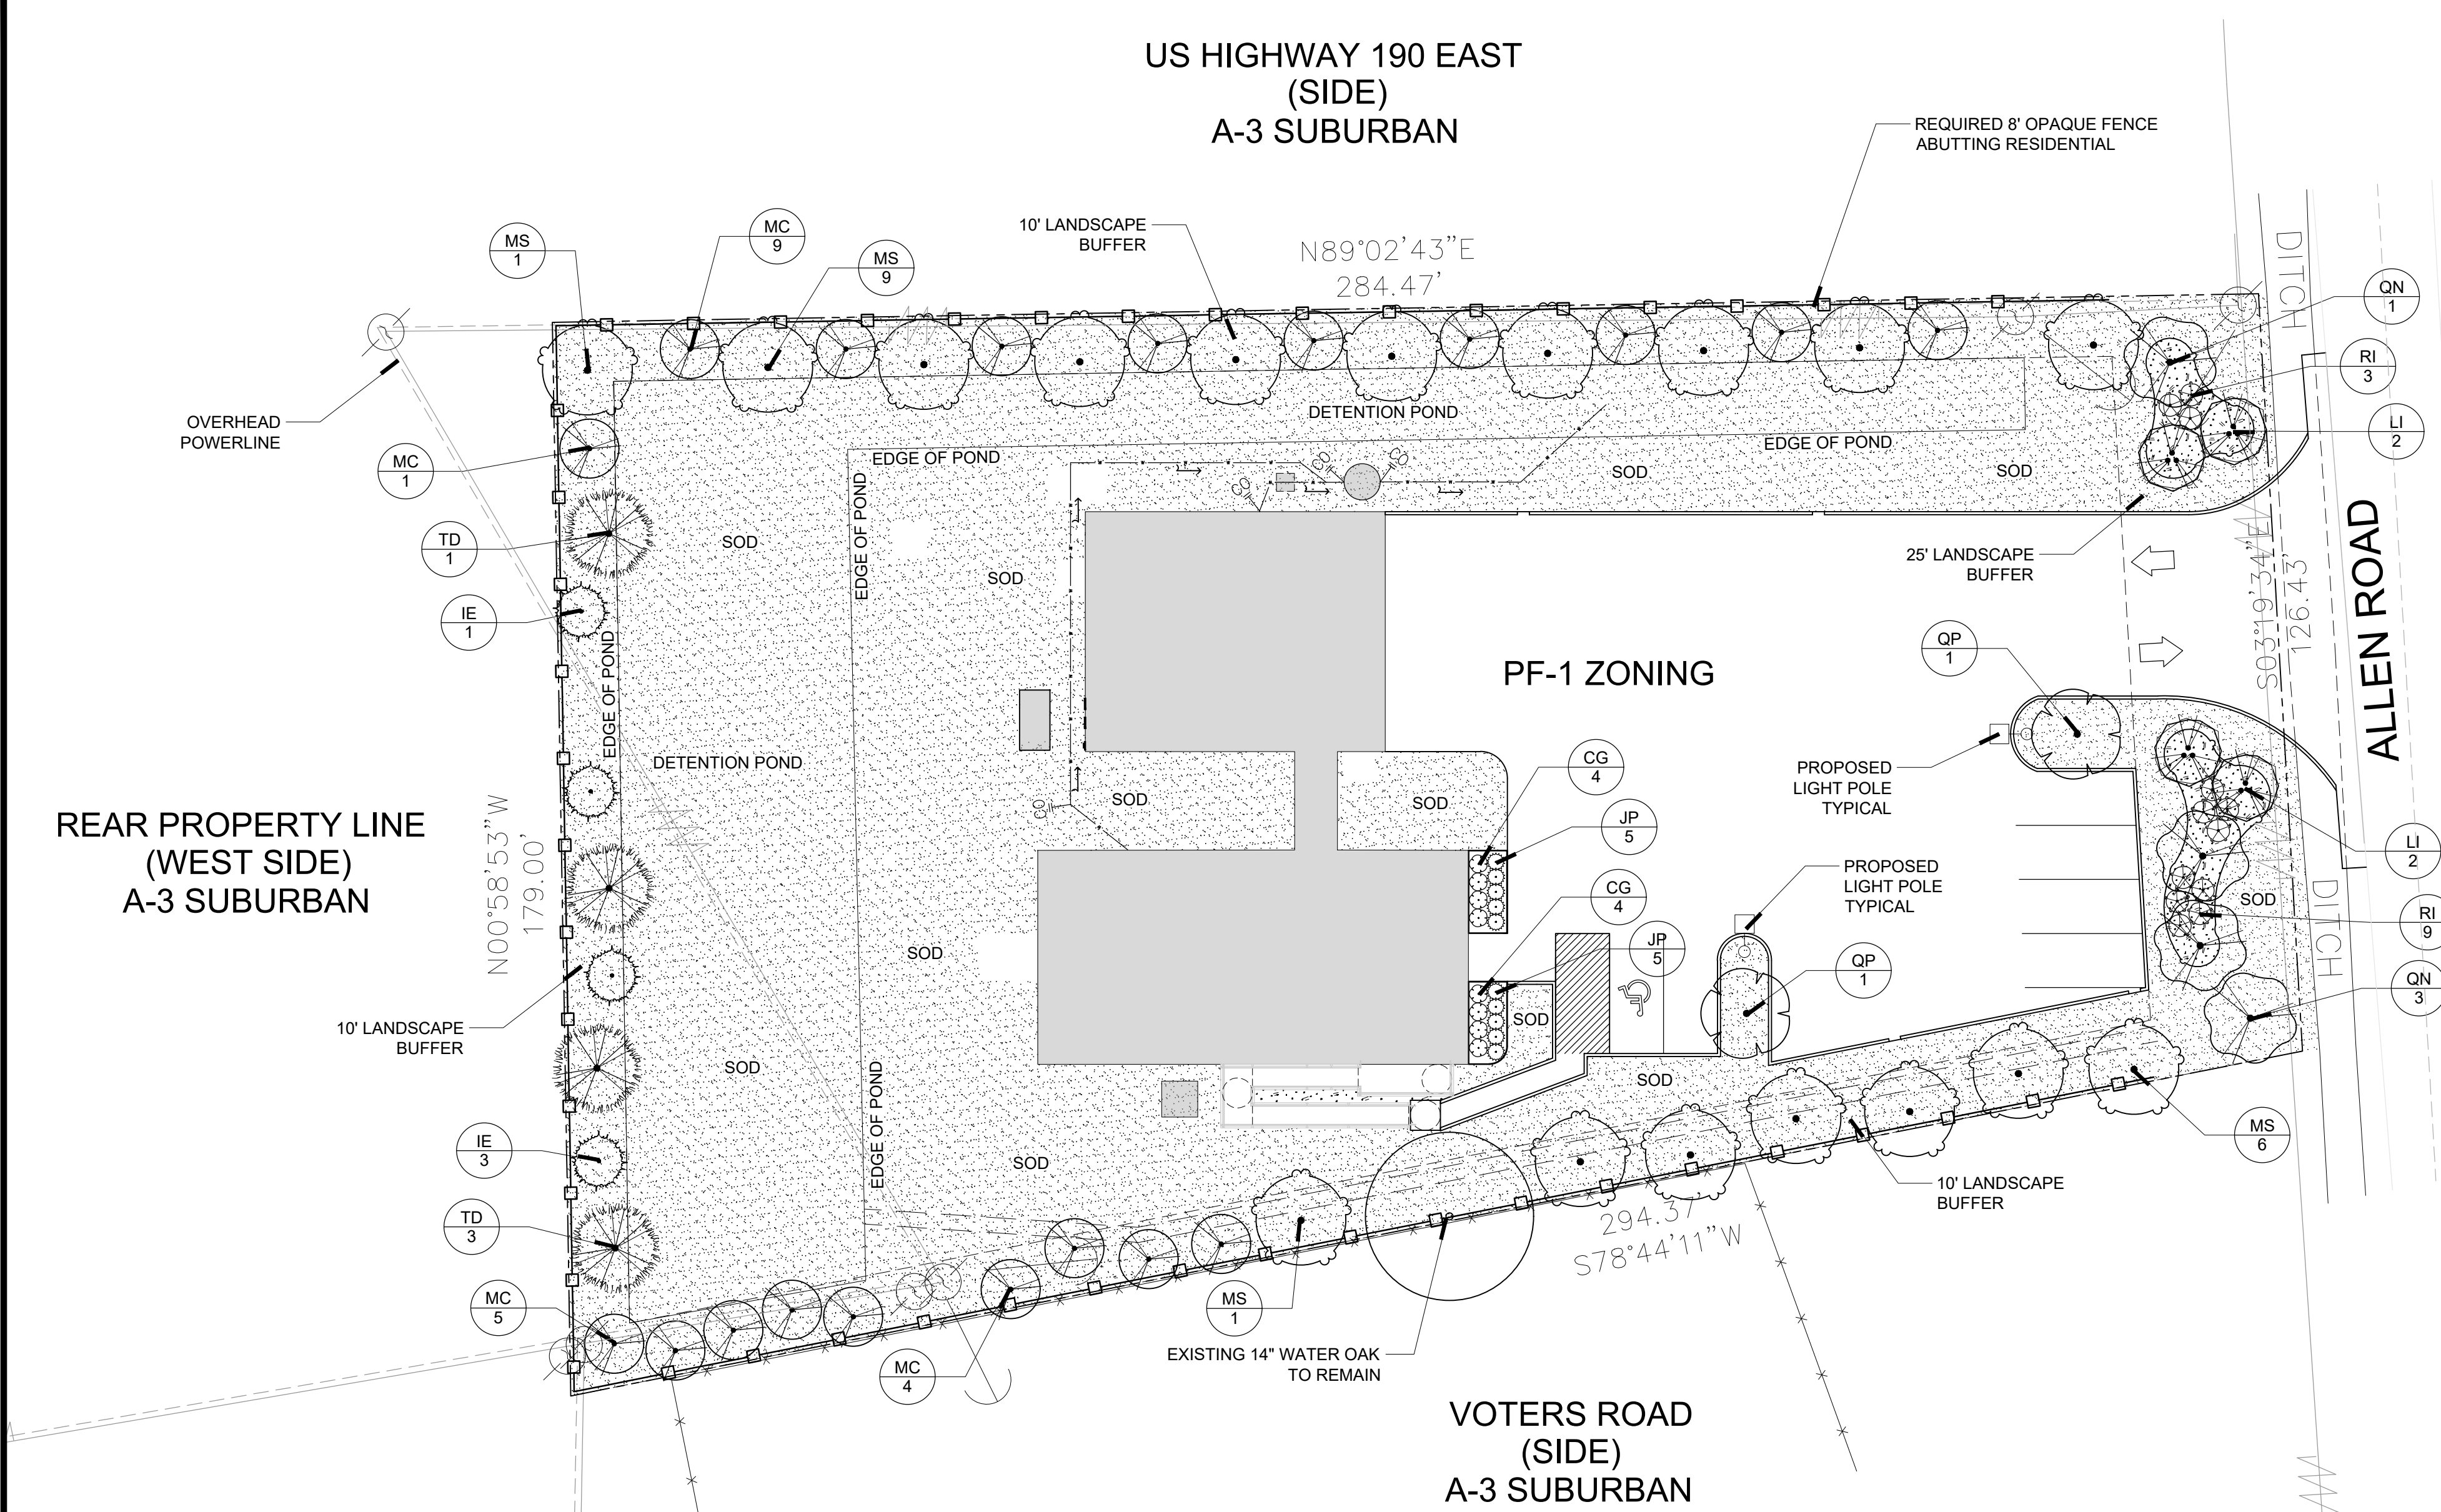 US HIGHWAY 190 EAST
(SIDE)
A-3 SUBURBAN
REQUIRED 8' OPAQUE FENCE
ABUTTING RESIDENTIAL
MS
1
MC
9
MS
9
10' LANDSCAPE
BUFFER
N89°02'43"E
284.47'
DITCH
QN
1
RI
3
LI
2
OVERHEAD
POWERLINE
MC
1
TD
1
IE
1
DETENTION POND
EDGE OF POND
EDGE OF POND
SOD
SOD
SOD
SOD
EDGE OF POND
EDGE OF POND
CO
CO
CO
25' LANDSCAPE
BUFFER
S03°19'34"E
126.43'
ALLEN ROAD
PF-1 ZONING
QP
1
DETENTION POND
SOD
SOD
CO
CG
4
JP
5
PROPOSED
LIGHT POLE
TYPICAL
PROPOSED
LIGHT POLE
TYPICAL
LI
2
REAR PROPERTY LINE
(WEST SIDE)
A-3 SUBURBAN
N00°58'53"W
179.00'
CG
4
JP
5
QP
1
SOD
SOD
SOD
DITCH
RI
9
QN
3
10' LANDSCAPE
BUFFER
SOD
SOD
EDGE OF POND
SOD
IE
3
TD
3
MC
5
MS
6
10' LANDSCAPE
BUFFER
294.37'
S78°44'11"W
MS
1
MC
4
EXISTING 14" WATER OAK
TO REMAIN
VOTERS ROAD
(SIDE)
A-3 SUBURBAN